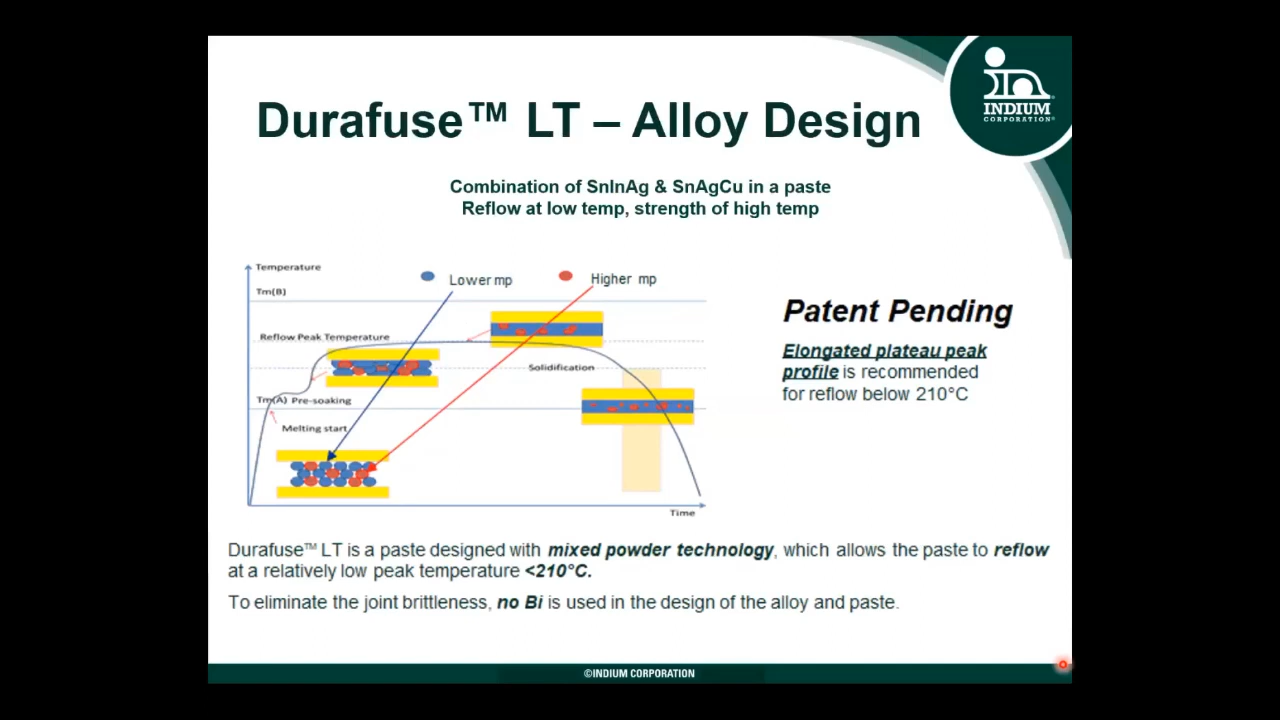 INDIUM
CORPORATION®
Durafuse™ LT – Alloy Design
Combination of SnInAg & SnAgCu in a paste
Reflow at low temp, strength of high temp
Temperature
Lower mp
Higher mp
Tm(B)
Reflow Peak Temperature
Solidification
Tm(A) Pre-soaking
Melting start
Time
Patent Pending
Elongated plateau peak
profile is recommended
for reflow below 210°C
Durafuse™ LT is a paste designed with mixed powder technology, which allows the paste to reflow
at a relatively low peak temperature <210°C.
To eliminate the joint brittleness, no Bi is used in the design of the alloy and paste.
©INDIUM CORPORATION